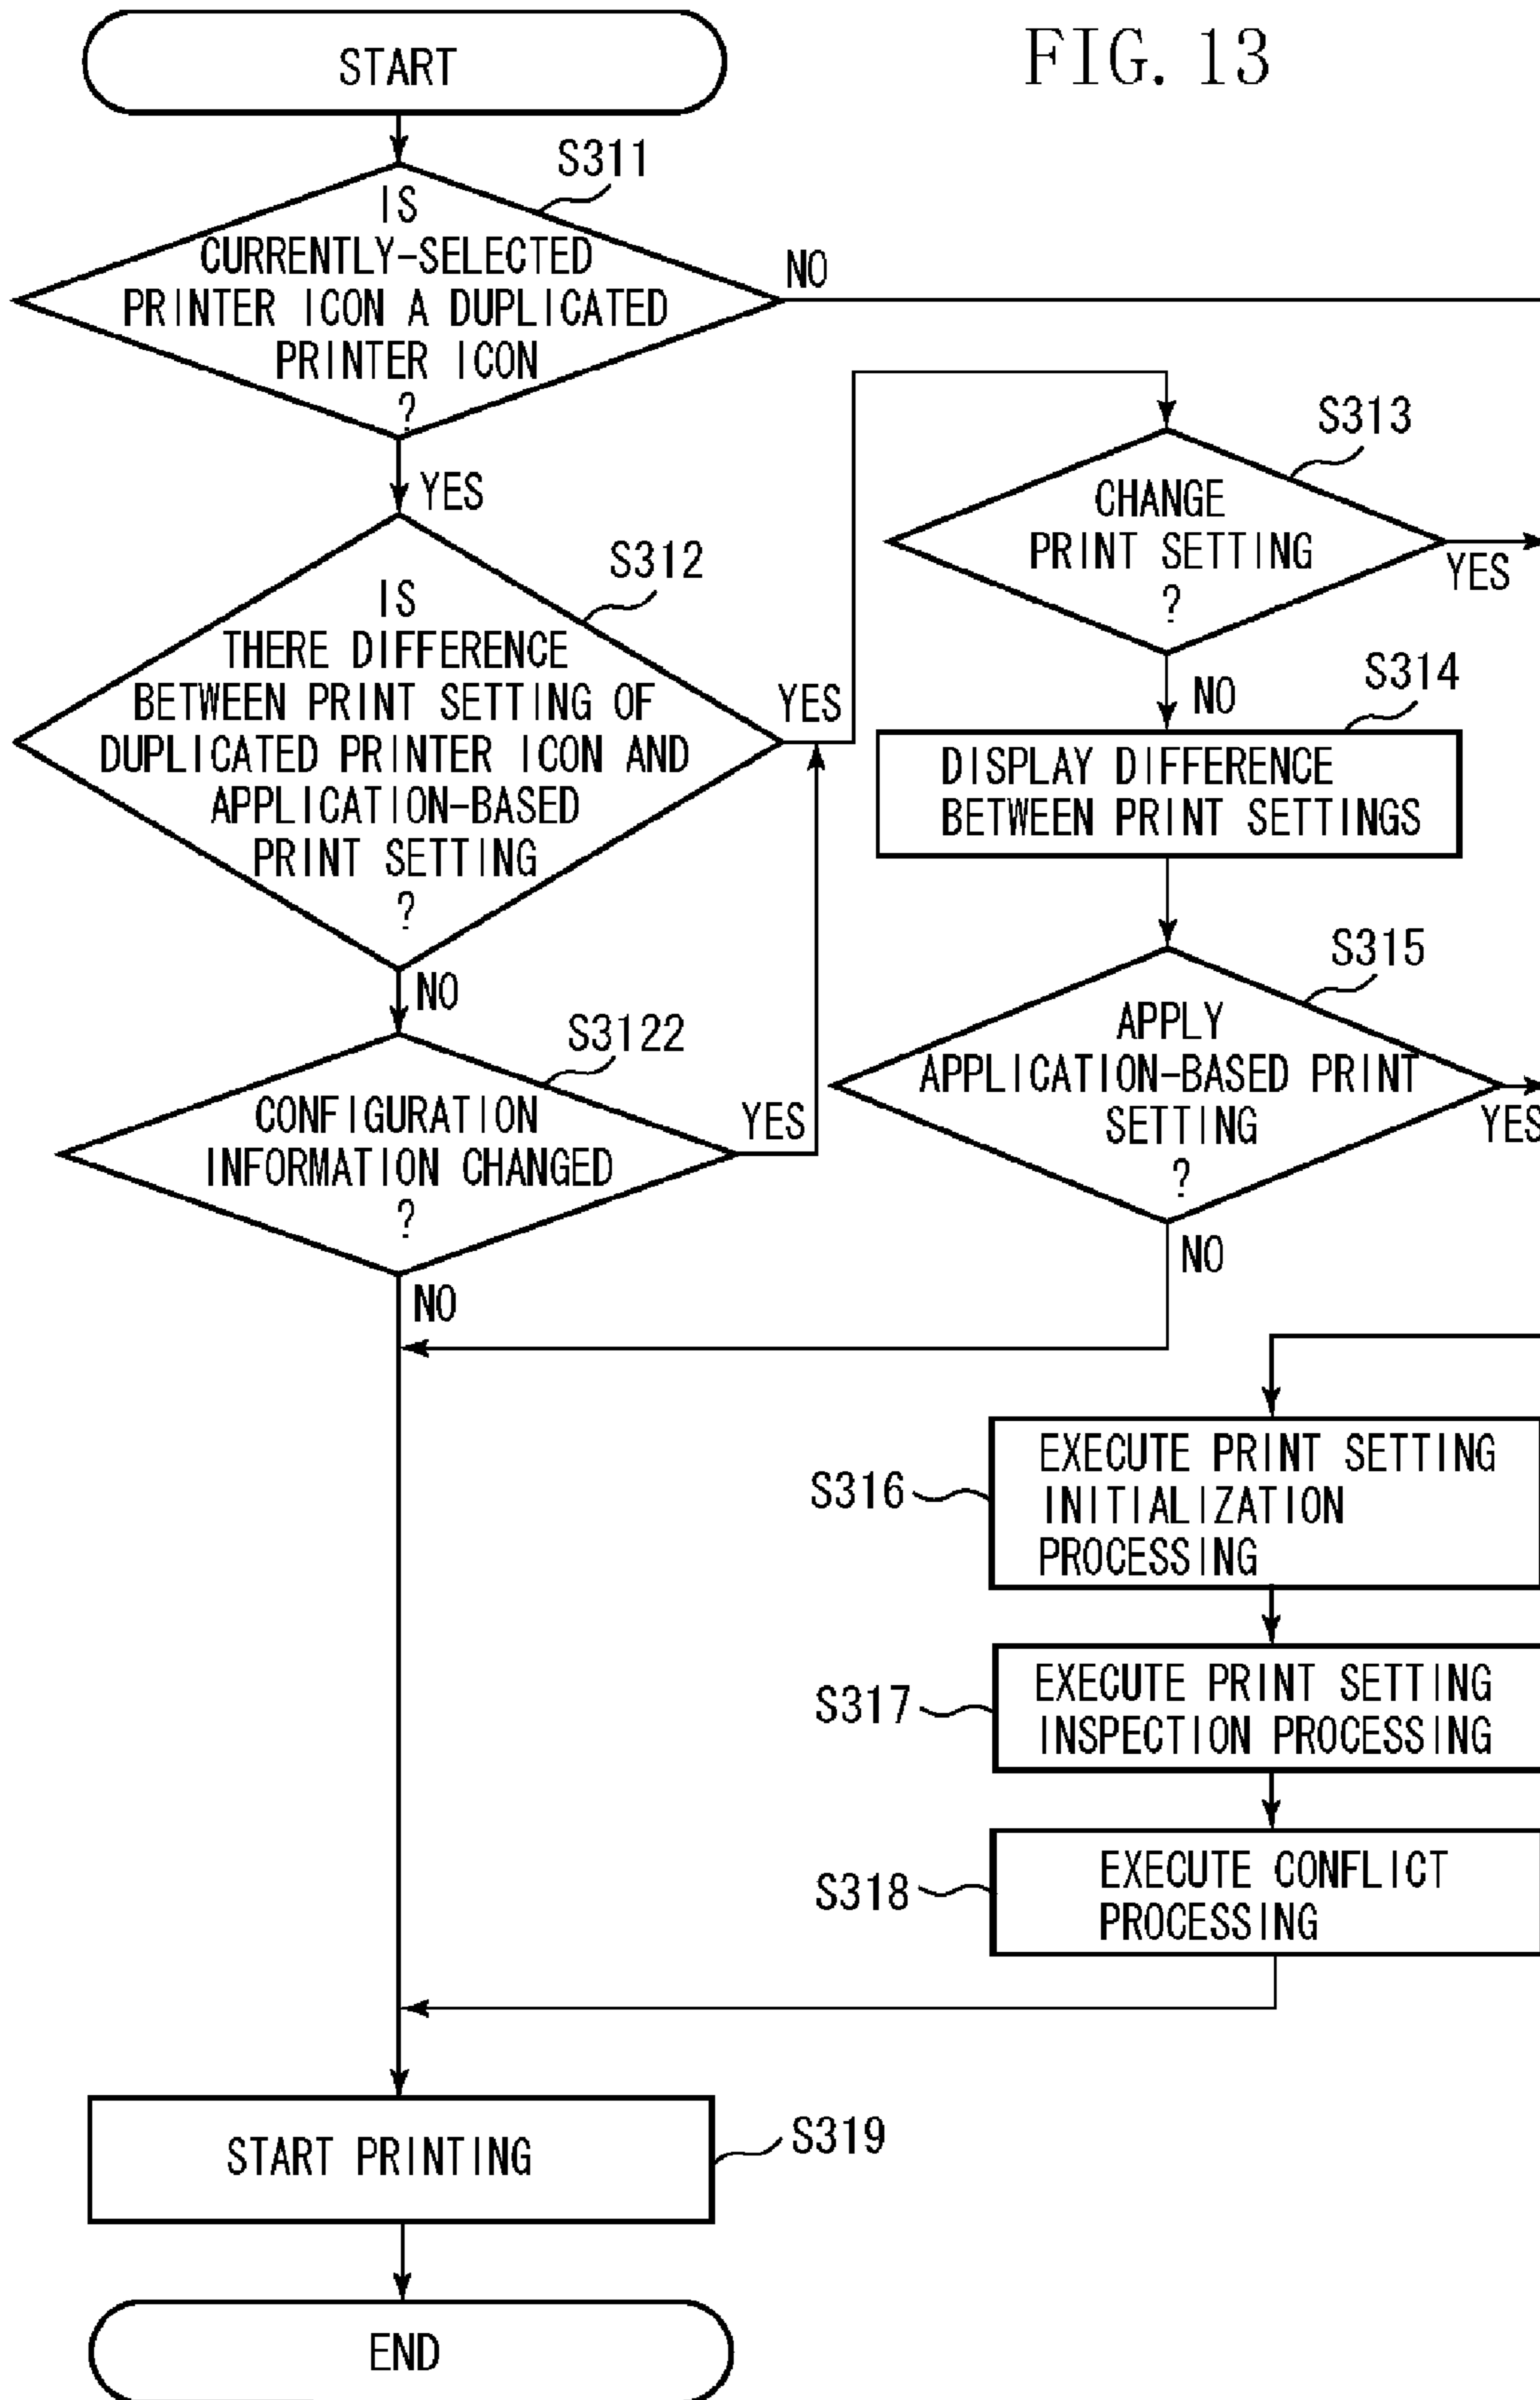 FIG. 13
START
S311
IS
CURRENTLY-SELECTED
PRINTER ICON A DUPLICATED
PRINTER ICON
?
NO
YES
S312
IS
THERE DIFFERENCE
BETWEEN PRINT SETTING OF
DUPLICATED PRINTER ICON AND
APPLICATION-BASED
PRINT SETTING
?
YES
NO
S3122
CONFIGURATION
INFORMATION CHANGED
?
YES
NO
S313
CHANGE
PRINT SETTING
?
YES
NO
S314
DISPLAY DIFFERENCE
BETWEEN PRINT SETTINGS
S315
APPLY
APPLICATION-BASED PRINT
SETTING
?
YES
NO
S316
EXECUTE PRINT SETTING
INITIALIZATION
PROCESSING
S317
EXECUTE PRINT SETTING
INSPECTION PROCESSING
S318
EXECUTE CONFLICT
PROCESSING
START PRINTING
S319
END